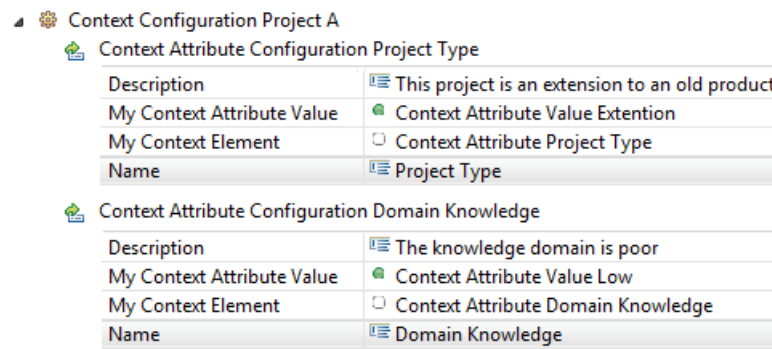 Context Configuration Project A
Context Attribute Configuration Project Type
Description This project is an extension to an old product
My Context Attribute Value Context Attribute Value Extention
My Context Element Context Attribute Project Type
Name Project Type
Context Attribute Configuration Domain Knowledge
Description The knowledge domain is poor
My Context Attribute Value Context Attribute Value Low
My Context Element Context Attribute Domain Knowledge
Name Domain Knowledge